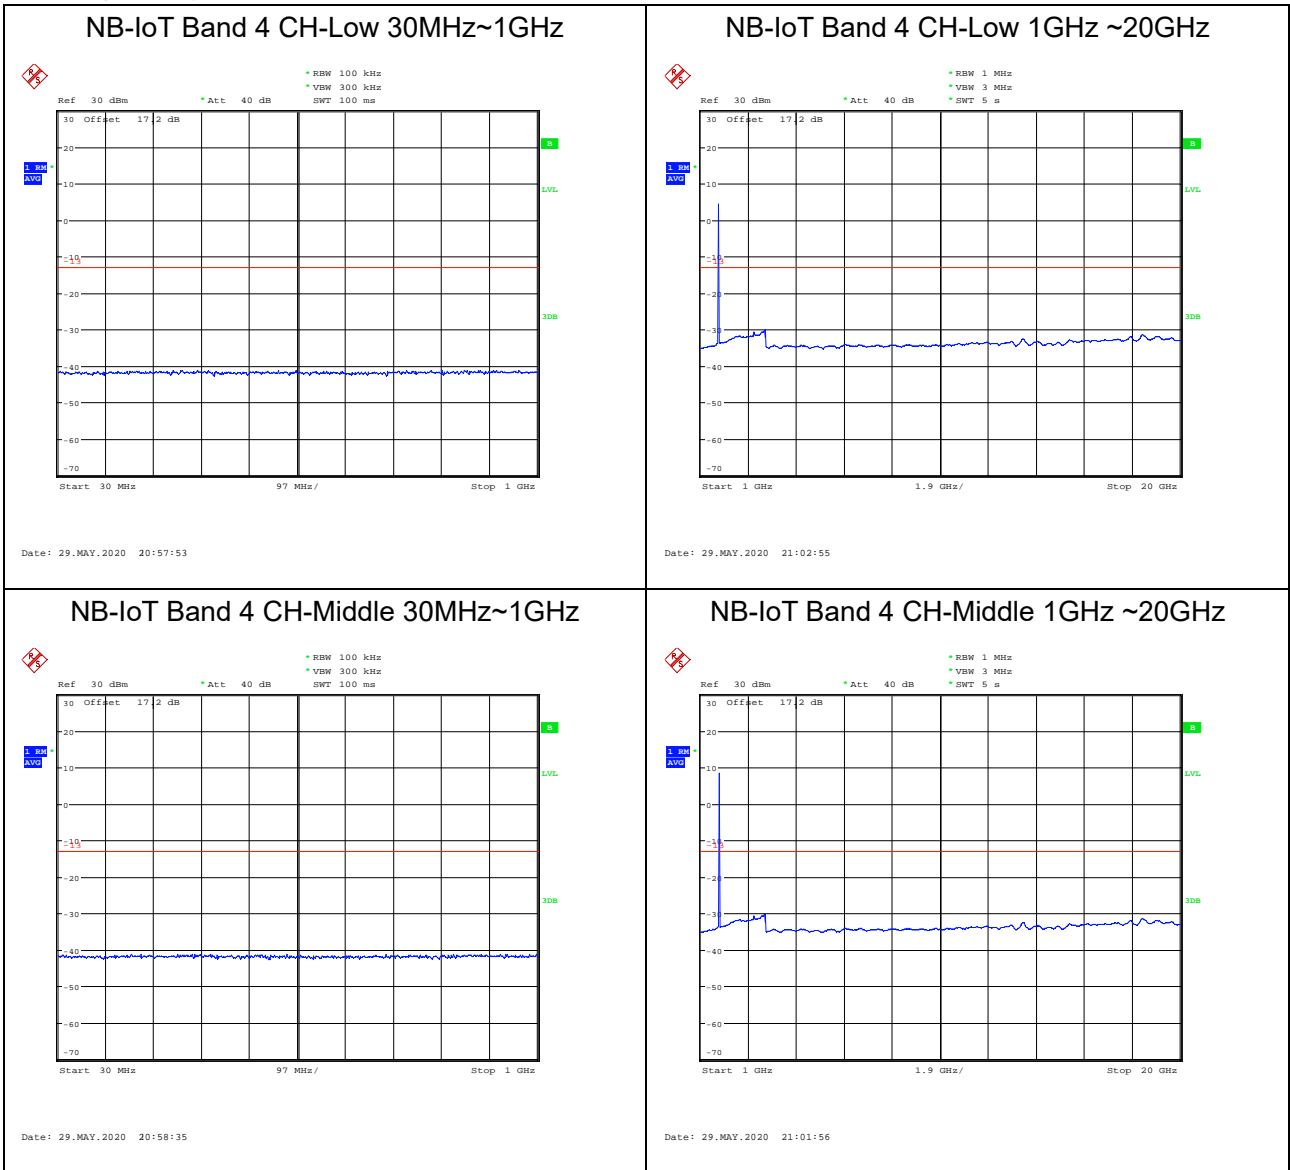 NB-IoT Band 4 CH-Low 30MHz~1GHz
R S
* RBW 100 kHz
* VBW 300 kHz
Ref 30 dBm * Att 40 dB SWT 100 ms
30 Offset 17.2 dB
B
20
1 RM *
AVG
10
LVL
0
-10
-13
-20
3DB
-30
-40
-50
-60
-70
Start 30 MHz 97 MHz/ Stop 1 GHz
Date: 29.MAY.2020 20:57:53
NB-IoT Band 4 CH-Low 1GHz ~20GHz
R S
* RBW 1 MHz
* VBW 3 MHz
Ref 30 dBm * Att 40 dB * SWT 5 s
30 Offset 17.2 dB
B
20
1 RM *
AVG
10
LVL
0
-10
-13
-20
3DB
-30
-40
-50
-60
-70
Start 1 GHz 1.9 GHz/ Stop 20 GHz
Date: 29.MAY.2020 21:02:55
NB-IoT Band 4 CH-Middle 30MHz~1GHz
R S
* RBW 100 kHz
* VBW 300 kHz
Ref 30 dBm * Att 40 dB SWT 100 ms
30 Offset 17.2 dB
B
20
1 RM *
AVG
10
LVL
0
-10
-13
-20
3DB
-30
-40
-50
-60
-70
Start 30 MHz 97 MHz/ Stop 1 GHz
Date: 29.MAY.2020 20:58:35
NB-IoT Band 4 CH-Middle 1GHz ~20GHz
R S
* RBW 1 MHz
* VBW 3 MHz
Ref 30 dBm * Att 40 dB * SWT 5 s
30 Offset 17.2 dB
B
20
1 RM *
AVG
10
LVL
0
-10
-13
-20
3DB
-30
-40
-50
-60
-70
Start 1 GHz 1.9 GHz/ Stop 20 GHz
Date: 29.MAY.2020 21:01:56